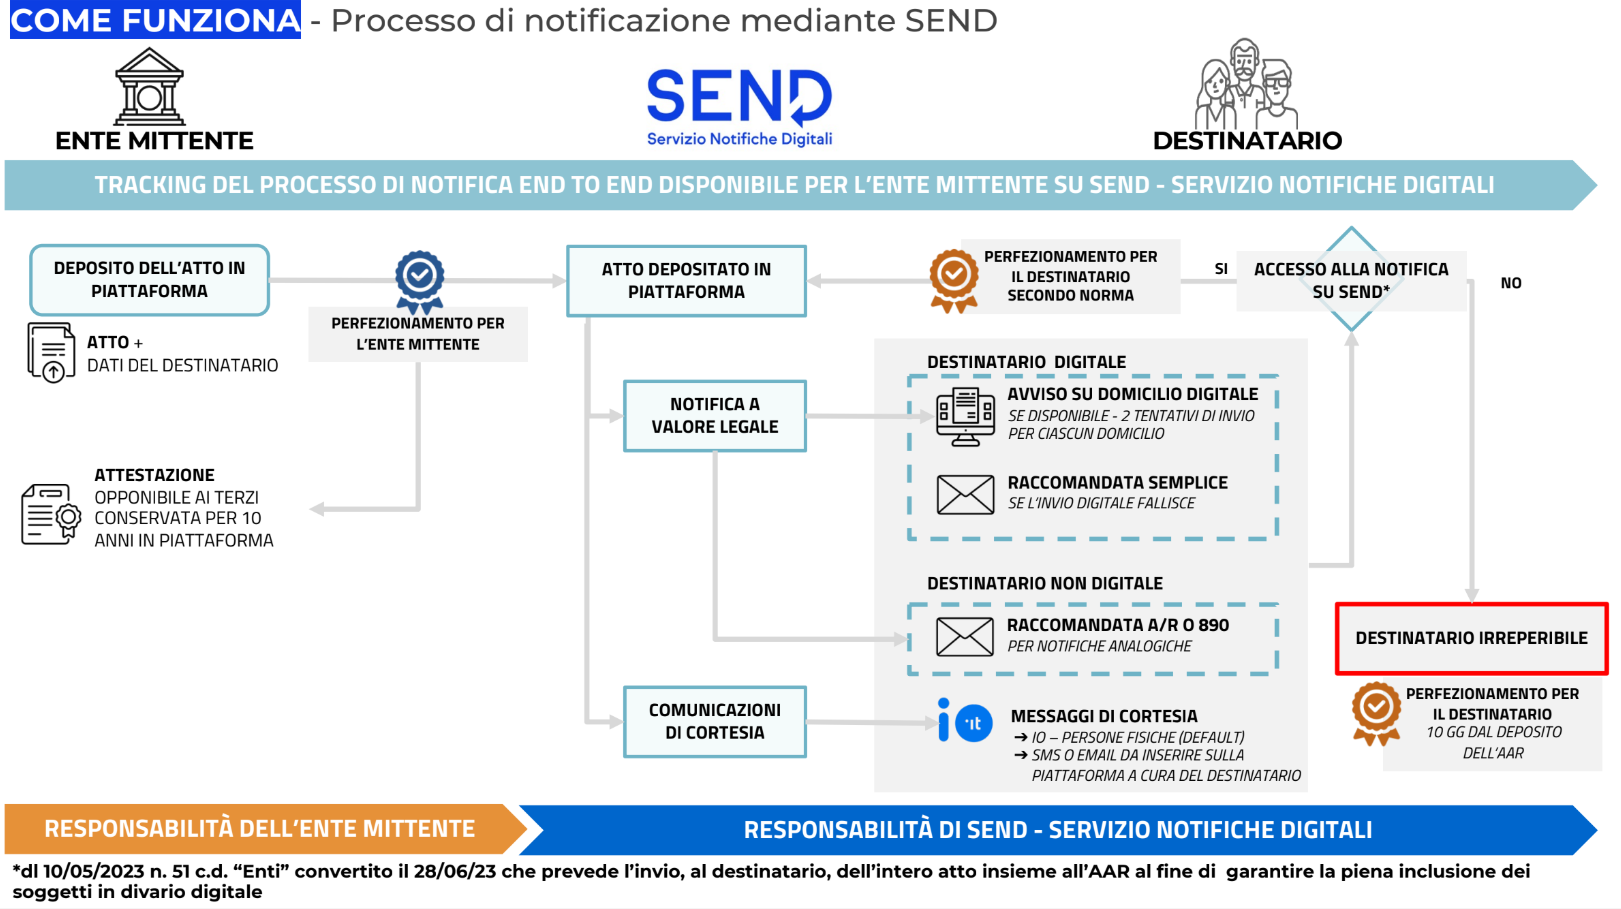 COME FUNZIONA - Processo di notificazione mediante SEND
ENTE MITTENTE
SEND
Servizio Notifiche Digitali
DESTINATARIO
TRACKING DEL PROCESSO DI NOTIFICA END TO END DISPONIBILE PER L'ENTE MITTENTE SU SEND - SERVIZIO NOTIFICHE DIGITALI
DEPOSITO DELL'ATTO IN
PIATTAFORMA
ATTO +
DATI DEL DESTINATARIO
PERFEZIONAMENTO PER
L'ENTE MITTENTE
ATTESTAZIONE
OPPONIBILE AI TERZI
CONSERVATA PER 10
ANNI IN PIATTAFORMA
ATTO DEPOSITATO IN
PIATTAFORMA
NOTIFICA A
VALORE LEGALE
COMUNICAZIONI
DI CORTESIA
PERFEZIONAMENTO PER
IL DESTINATARIO
SECONDO NORMA
SI
ACCESSO ALLA NOTIFICA
SU SEND*
NO
DESTINATARIO DIGITALE
AVVISO SU DOMICILIO DIGITALE
SE DISPONIBILE - 2 TENTATIVI DI INVIO
PER CIASCUN DOMICILIO
RACCOMANDATA SEMPLICE
SE L'INVIO DIGITALE FALLISCE
DESTINATARIO NON DIGITALE
RACCOMANDATA A/R O 890
PER NOTIFICHE ANALOGICHE
io.it
MESSAGGI DI CORTESIA
➔ IO – PERSONE FISICHE (DEFAULT)
➔ SMS O EMAIL DA INSERIRE SULLA
PIATTAFORMA A CURA DEL DESTINATARIO
DESTINATARIO IRREPERIBILE
PERFEZIONAMENTO PER
IL DESTINATARIO
10 GG DAL DEPOSITO
DELL'AAR
RESPONSABILITÀ DELL'ENTE MITTENTE
RESPONSABILITÀ DI SEND - SERVIZIO NOTIFICHE DIGITALI
*dl 10/05/2023 n. 51 c.d. “Enti” convertito il 28/06/23 che prevede l'invio, al destinatario, dell'intero atto insieme all'AAR al fine di garantire la piena inclusione dei
soggetti in divario digitale